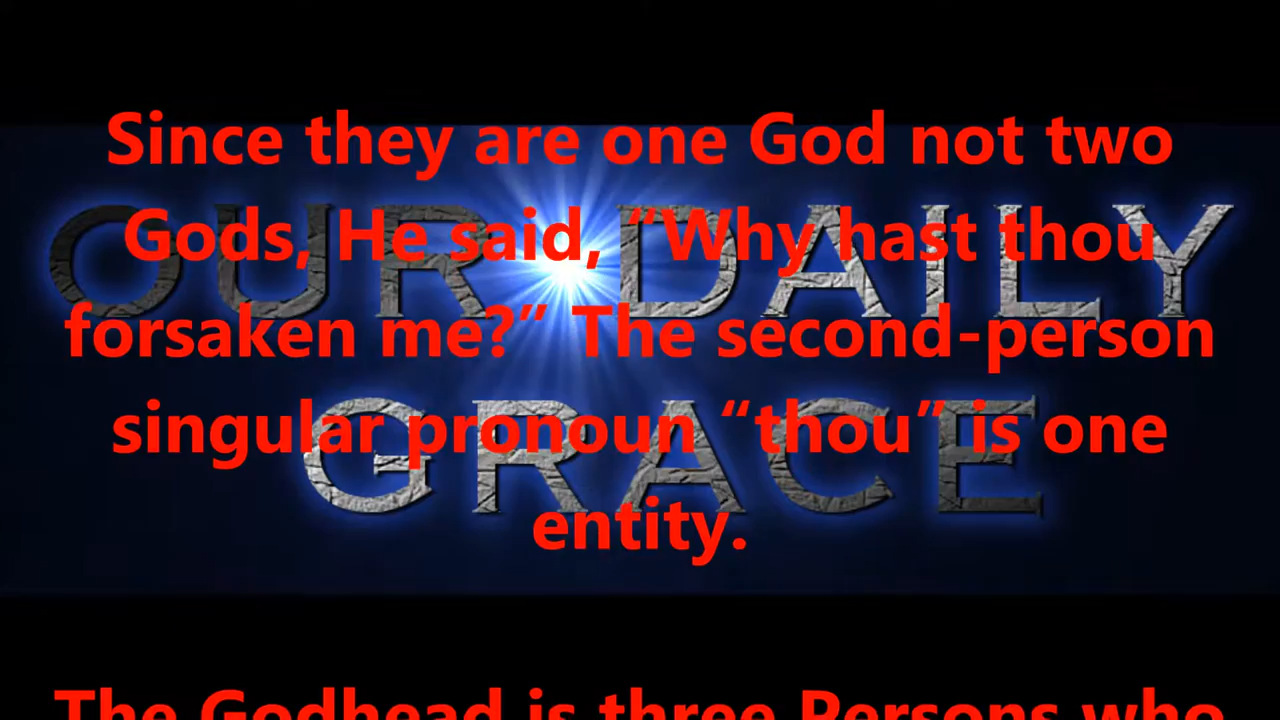 Since they are one God not two
Gods, He said, “Why hast thou
forsaken me?” The second-person
singular pronoun “thou” is one
entity.
The Godhead is three Persons who
OUR DAILY
GRACE